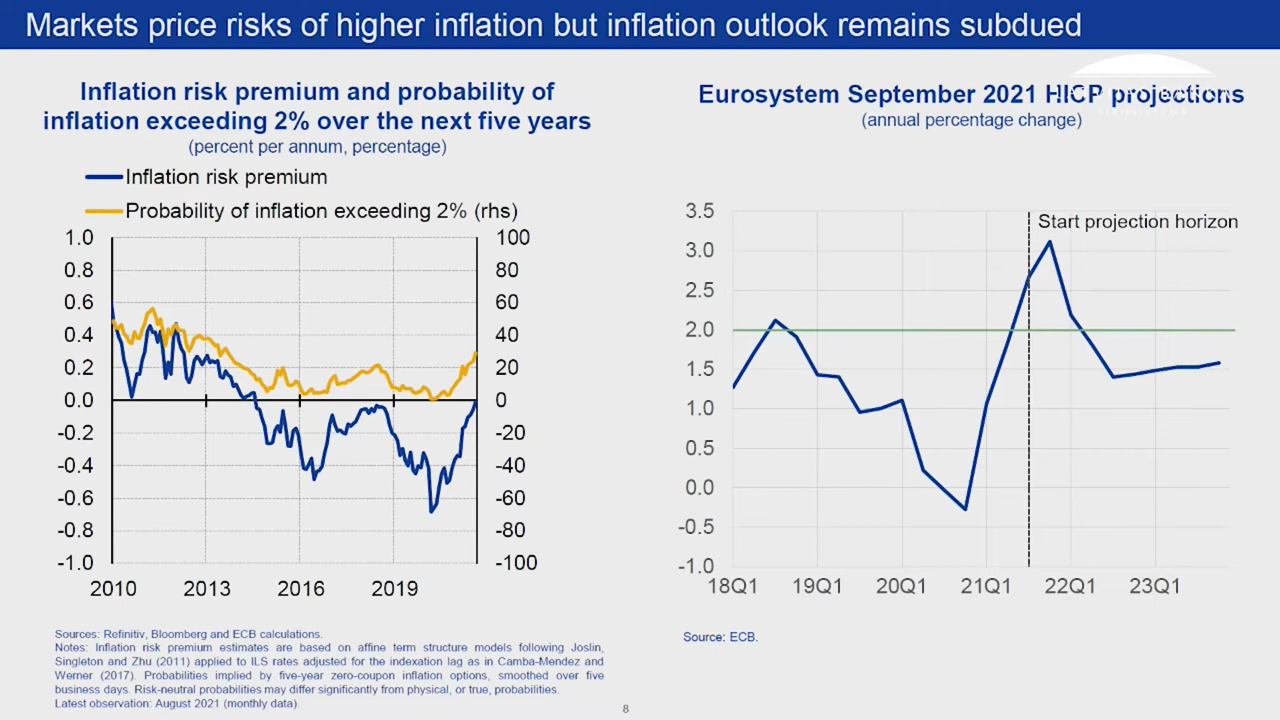 Markets price risks of higher inflation but inflation outlook remains subdued
Inflation risk premium and probability of
inflation exceeding 2% over the next five years
(percent per annum, percentage)
Inflation risk premium
Probability of inflation exceeding 2% (rhs)
1.0
0.8
0.6
0.4
0.2
0.0
-0.2
-0.4
-0.6
-0.8
-1.0
100
80
60
40
20
0
-20
-40
-60
-80
-100
2010 2013 2016 2019
Sources: Refinitiv, Bloomberg and ECB calculations.
Notes: Inflation risk premium estimates are based on affine term structure models following Joslin,
Singleton and Zhu (2011) applied to ILS rates adjusted for the indexation lag as in Camba-Mendez and
Werner (2017). Probabilities implied by five-year zero-coupon inflation options, smoothed over five
business days. Risk-neutral probabilities may differ significantly from physical, or true, probabilities.
Latest observation: August 2021 (monthly data).
Eurosystem September 2021 HICP projections
(annual percentage change)
Start projection horizon
3.5
3.0
2.5
2.0
1.5
1.0
0.5
0.0
-0.5
-1.0
18Q1 19Q1 20Q1 21Q1 22Q1 23Q1
Source: ECB.
8